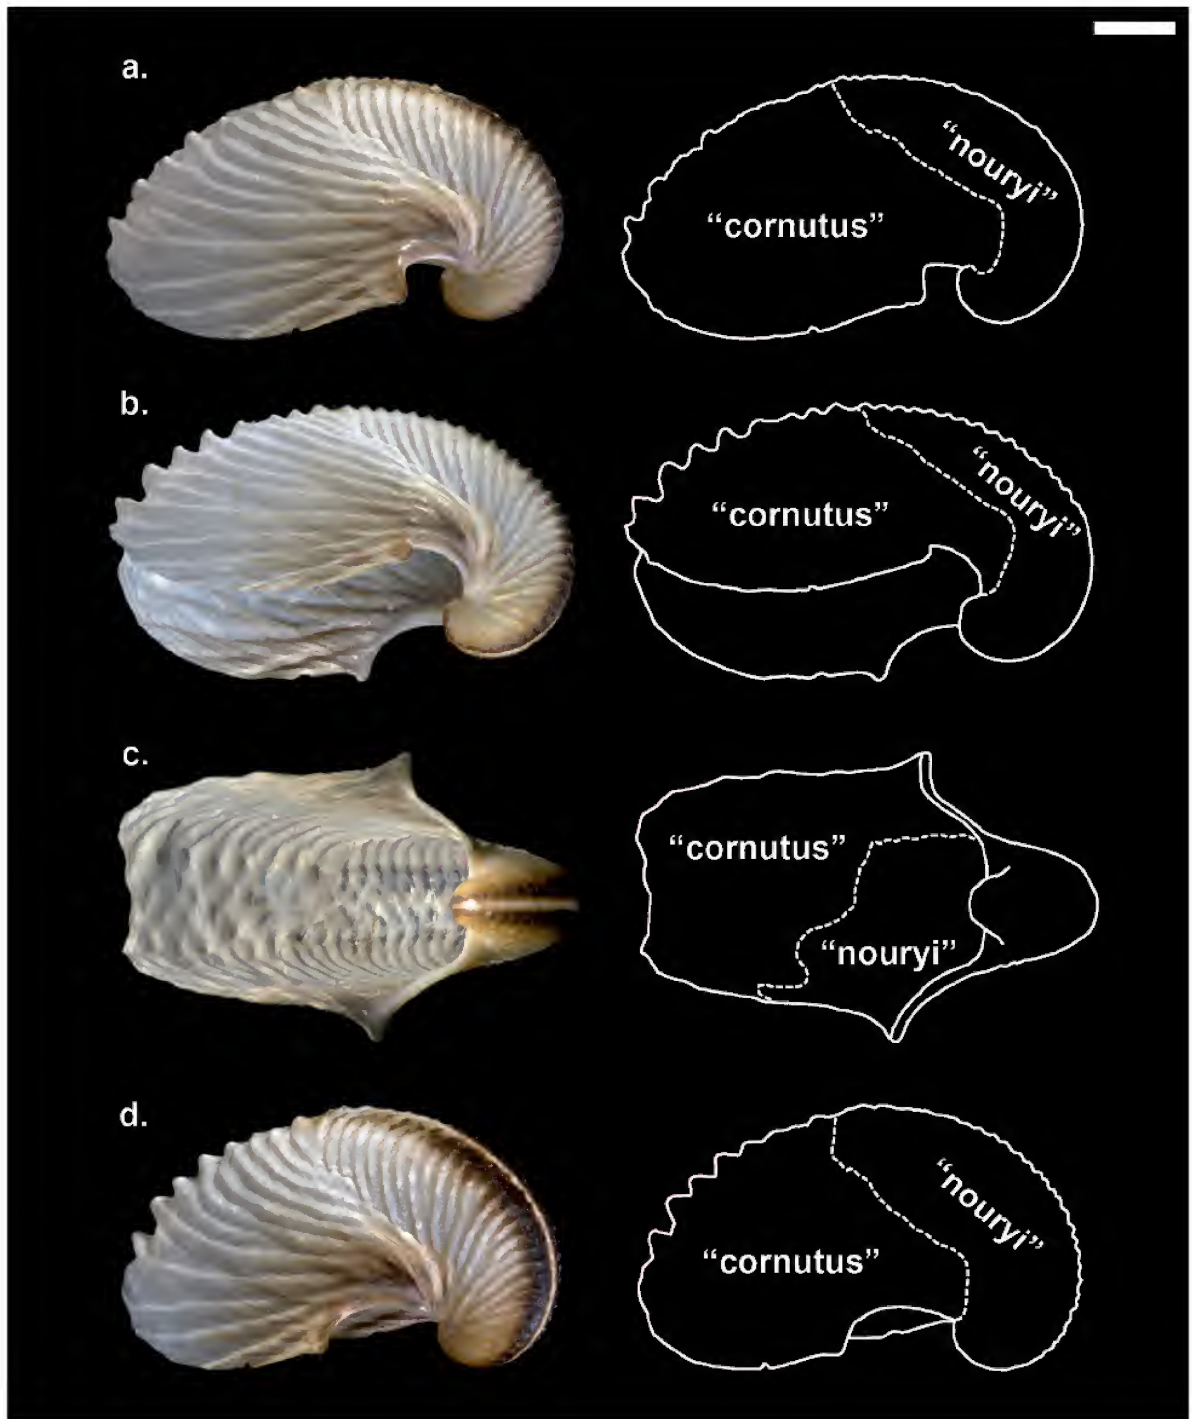 a.
“cornutus”
“nouryi”
b.
“cornutus”
“nouryi”
c.
“cornutus”
“nouryi”
d.
“cornutus”
“nouryi”